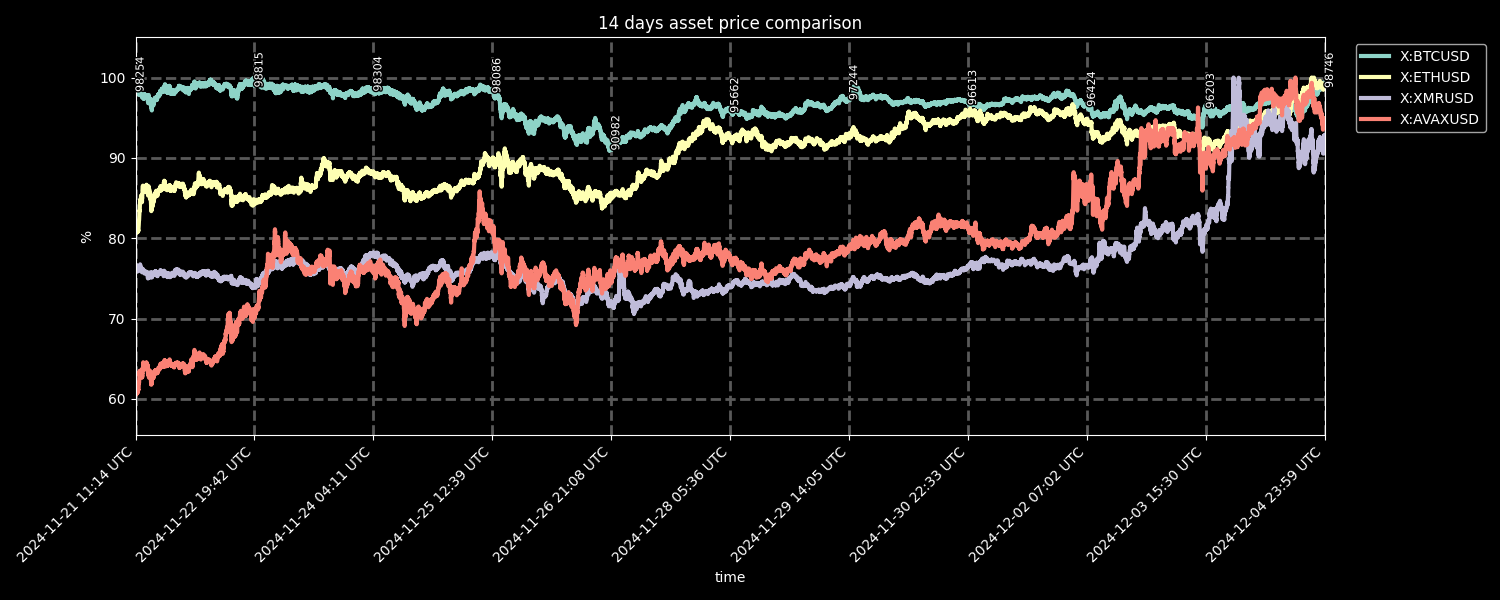 14 days asset price comparison
X:BTCUSD
X:ETHUSD
X:XMRUSD
X:AVAXUSD
98254
98815
98304
98086
90982
95662
97244
96613
96424
96203
98746
%
100
90
80
70
60
2024-11-21 11:14 UTC
2024-11-22 19:42 UTC
2024-11-24 04:11 UTC
2024-11-25 12:39 UTC
2024-11-26 21:08 UTC
2024-11-28 05:36 UTC
2024-11-29 14:05 UTC
2024-11-30 22:33 UTC
2024-12-02 07:02 UTC
2024-12-03 15:30 UTC
2024-12-04 23:59 UTC
time